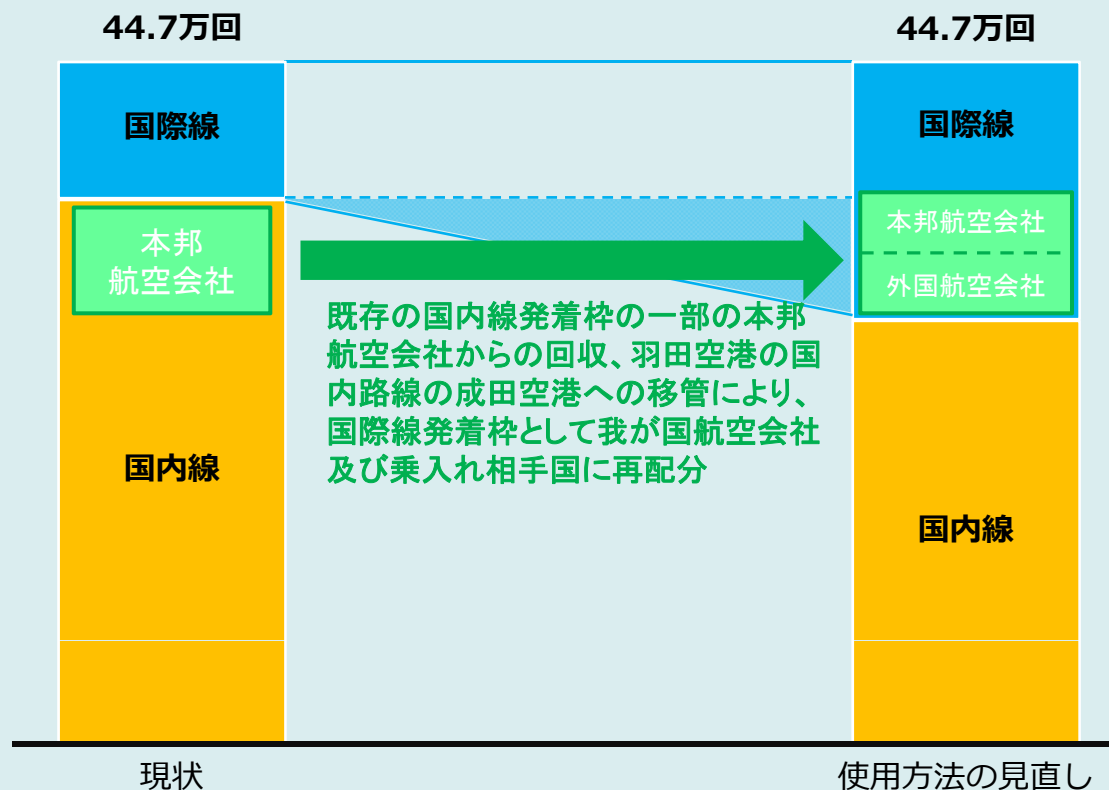 44.7万回
44.7万回
国際線
国際線
本邦
航空会社
本邦航空会社
外国航空会社
既存の国内線発着枠の一部の本邦
航空会社からの回収、羽田空港の国
内路線の成田空港への移管により、
国際線発着枠として我が国航空会社
及び乗入れ相手国に再配分
国内線
国内線
現状
使用方法の見直し